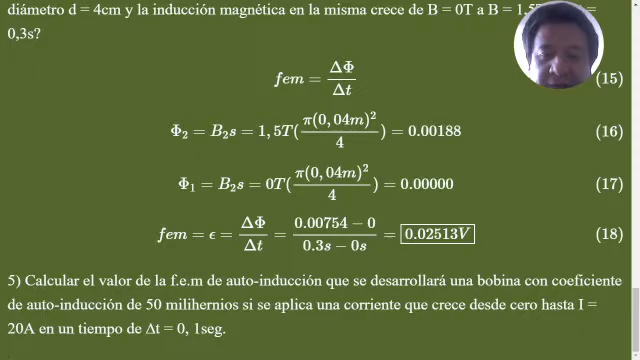 diámetro d = 4cm y la inducción magnética en la misma crece de B = 0T a B = 1,5T =
0,3s?
fem = ΔΦ/Δt (15)
Φ₂ = B₂s = 1,5T(π(0,04m)²/4) = 0.00188 (16)
Φ₁ = B₂s = 0T(π(0,04m)²/4) = 0.00000 (17)
fem = ϵ = ΔΦ/Δt = (0.00754 − 0)/(0.3s − 0s) = 0.02513V (18)
5) Calcular el valor de la f.e.m de auto-inducción que se desarrollará una bobina con coeficiente
de auto-inducción de 50 milihernios si se aplica una corriente que crece desde cero hasta I =
20A en un tiempo de Δt = 0, 1seg.